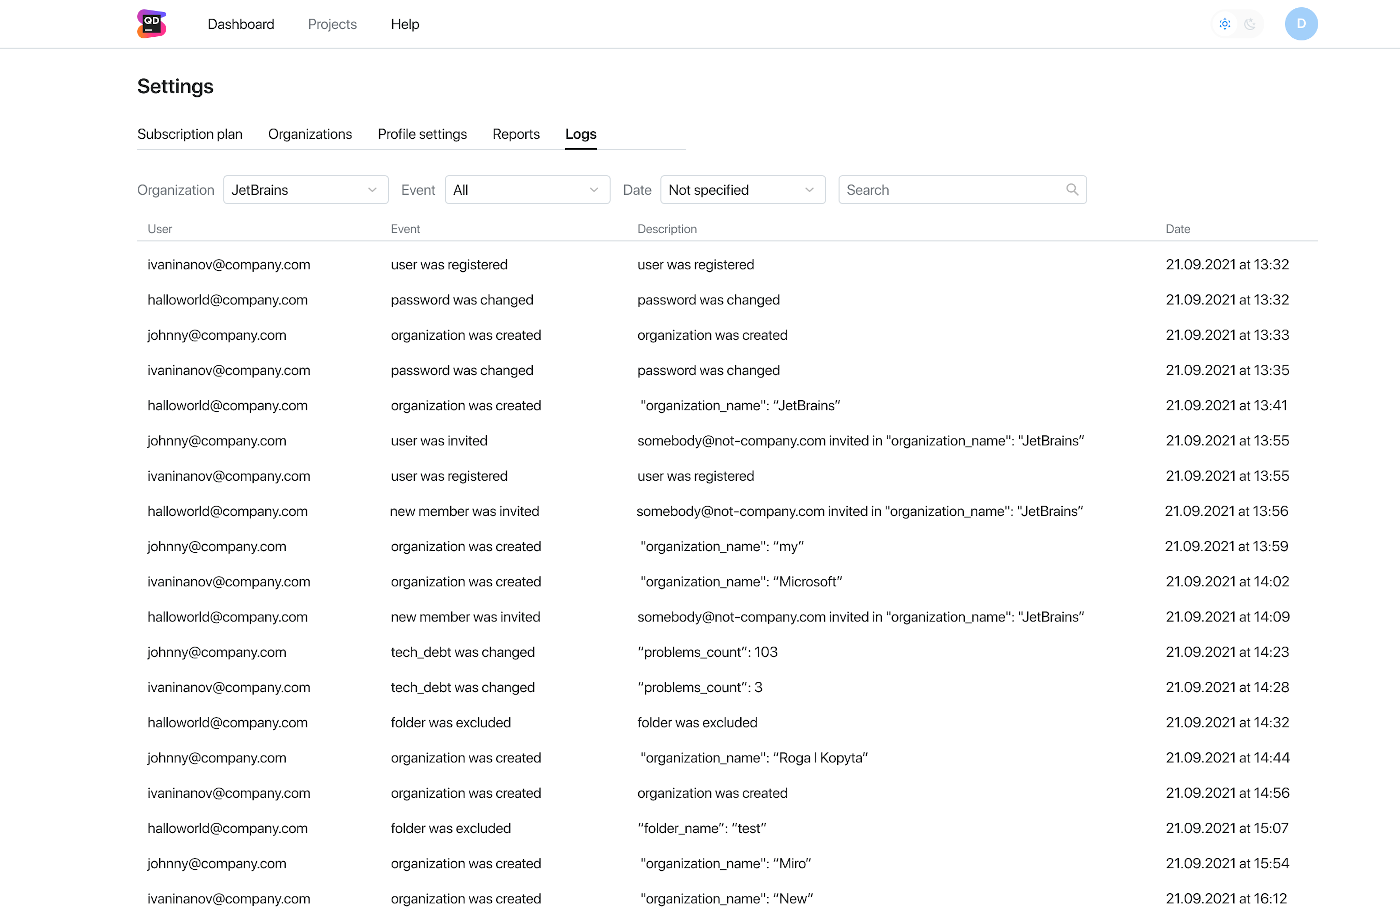 QD Dashboard Projects Help D
Settings
Subscription plan Organizations Profile settings Reports Logs
Organization JetBrains Event All Date Not specified Search
User Event Description Date
ivaninanov@company.com user was registered user was registered 21.09.2021 at 13:32
halloworld@company.com password was changed password was changed 21.09.2021 at 13:32
johnny@company.com organization was created organization was created 21.09.2021 at 13:33
ivaninanov@company.com password was changed password was changed 21.09.2021 at 13:35
halloworld@company.com organization was created "organization_name": “JetBrains” 21.09.2021 at 13:41
johnny@company.com user was invited somebody@not-company.com invited in "organization_name": "JetBrains” 21.09.2021 at 13:55
ivaninanov@company.com user was registered user was registered 21.09.2021 at 13:55
halloworld@company.com new member was invited somebody@not-company.com invited in "organization_name": "JetBrains” 21.09.2021 at 13:56
johnny@company.com organization was created "organization_name": “my” 21.09.2021 at 13:59
ivaninanov@company.com organization was created "organization_name": “Microsoft” 21.09.2021 at 14:02
halloworld@company.com new member was invited somebody@not-company.com invited in "organization_name": "JetBrains” 21.09.2021 at 14:09
johnny@company.com tech_debt was changed “problems_count”: 103 21.09.2021 at 14:23
ivaninanov@company.com tech_debt was changed “problems_count”: 3 21.09.2021 at 14:28
halloworld@company.com folder was excluded folder was excluded 21.09.2021 at 14:32
johnny@company.com organization was created "organization_name": “Roga I Kopyta” 21.09.2021 at 14:44
ivaninanov@company.com organization was created organization was created 21.09.2021 at 14:56
halloworld@company.com folder was excluded “folder_name”: “test” 21.09.2021 at 15:07
johnny@company.com organization was created "organization_name": “Miro” 21.09.2021 at 15:54
ivaninanov@company.com organization was created "organization_name": “New” 21.09.2021 at 16:12